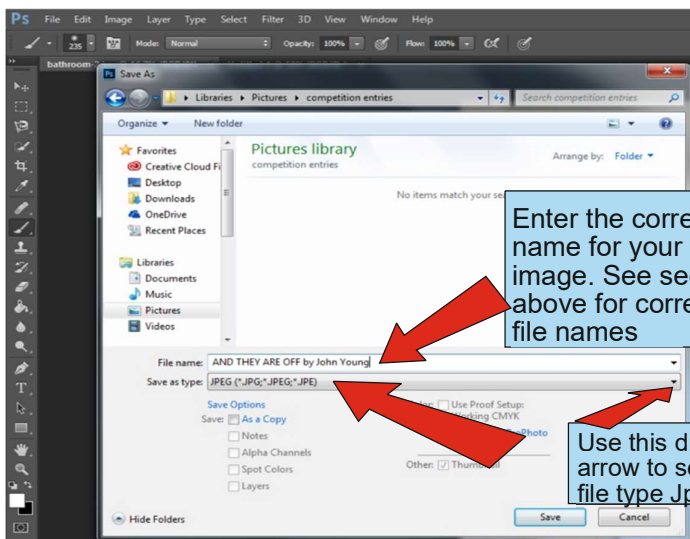 Ps File Edit Image Layer Type Select Filter 3D View Window Help
235 Mode: Normal Opacity: 100% Flow: 100%
bathroom-
Ps Save As
Libraries Pictures competition entries Search competition entries
Organize New folder
Favorites
Creative Cloud Fi
Desktop
Downloads
OneDrive
Recent Places
Libraries
Documents
Music
Pictures
Videos
Pictures library
competition entries
Arrange by: Folder
No items match your sea
Enter the corre
name for your
image. See se
above for corre
file names
File name: AND THEY ARE OFF by John Young
Save as type: JPEG (*.JPG;*.JPEG;*.JPE)
Save Options
Save: As a Copy
Notes
Alpha Channels
Spot Colors
Layers
Use Proof Setup:
Working CMYK
Photo
Other:
Use this d
arrow to se
file type Jp
Hide Folders
Save Cancel